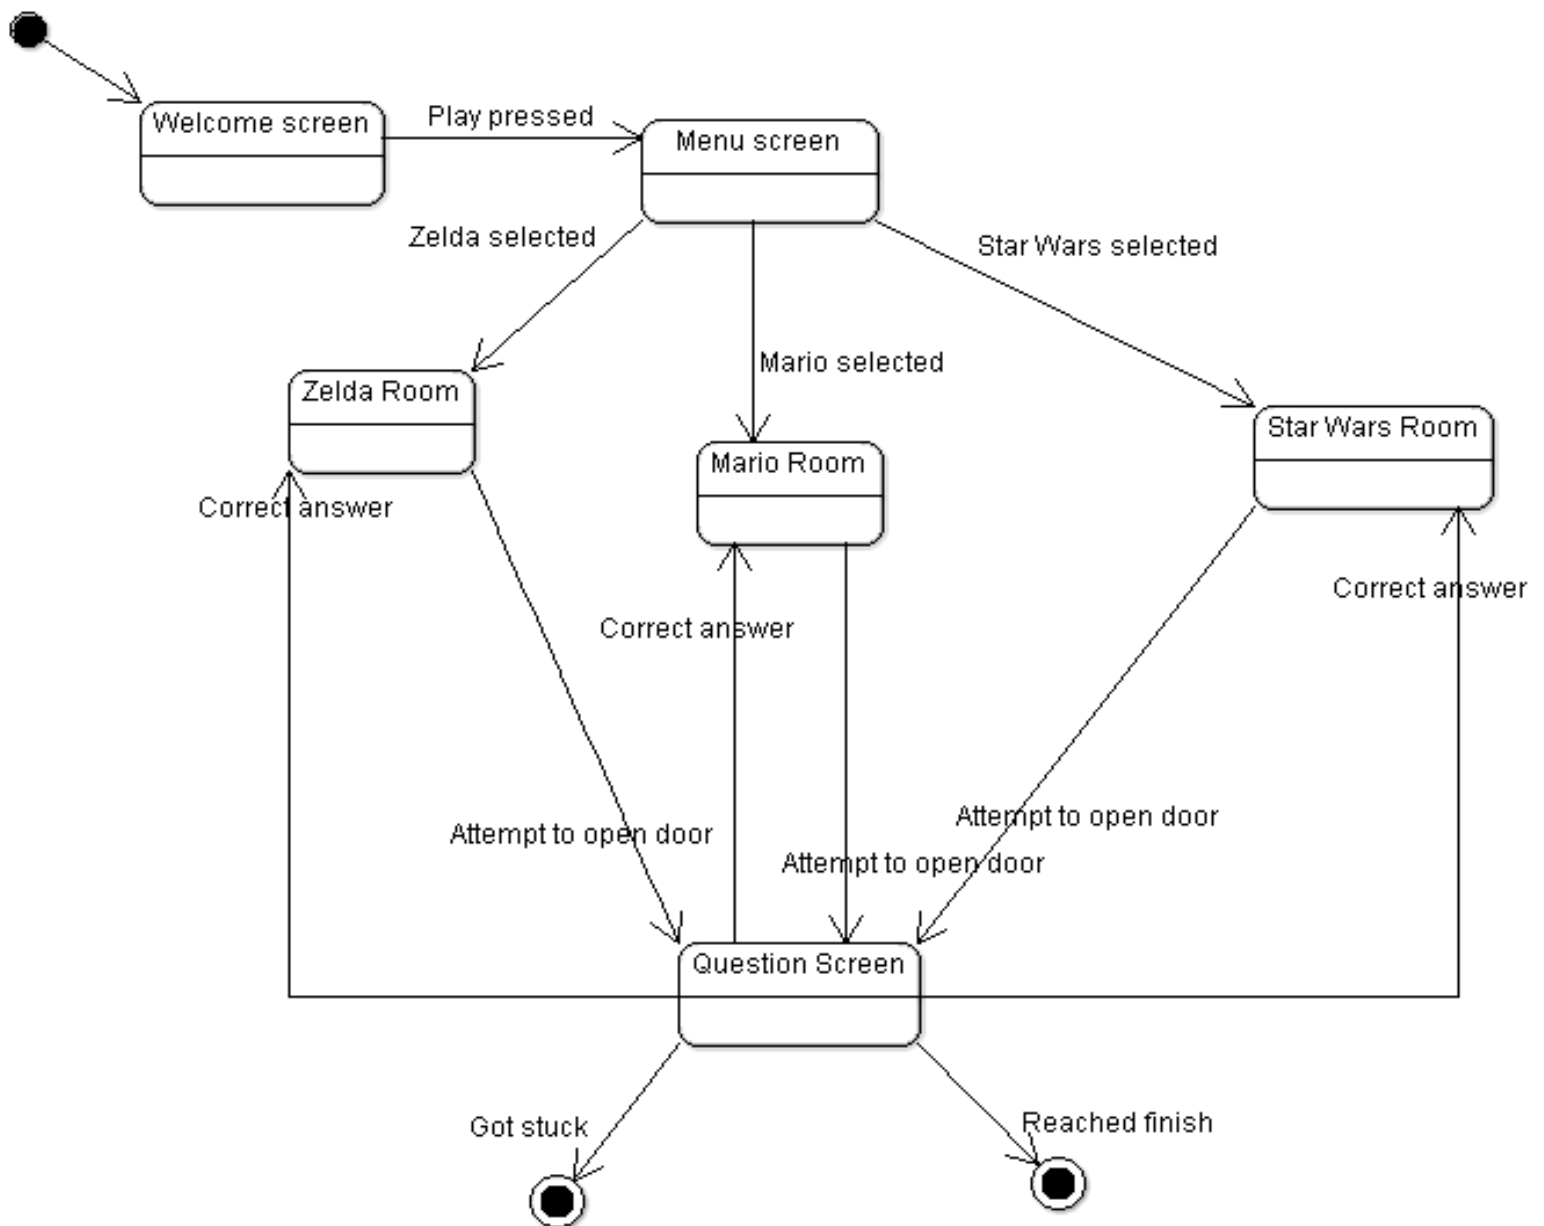 Welcome screen
Play pressed
Menu screen
Zelda selected
Star Wars selected
Mario selected
Zelda Room
Star Wars Room
Mario Room
Correct answer
Correct answer
Correct answer
Attempt to open door
Attempt to open door
Attempt to open door
Question Screen
Got stuck
Reached finish